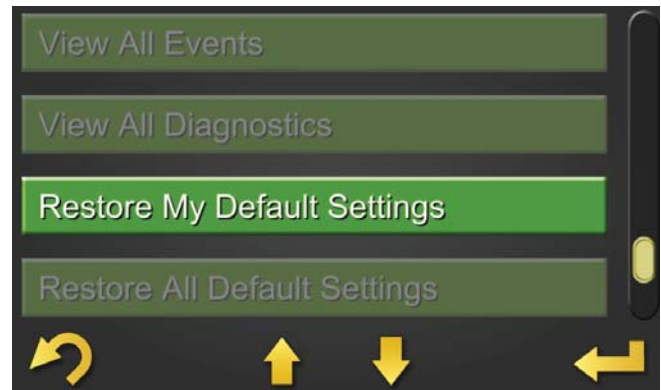 View All Events
View All Diagnostics
Restore My Default Settings
Restore All Default Settings